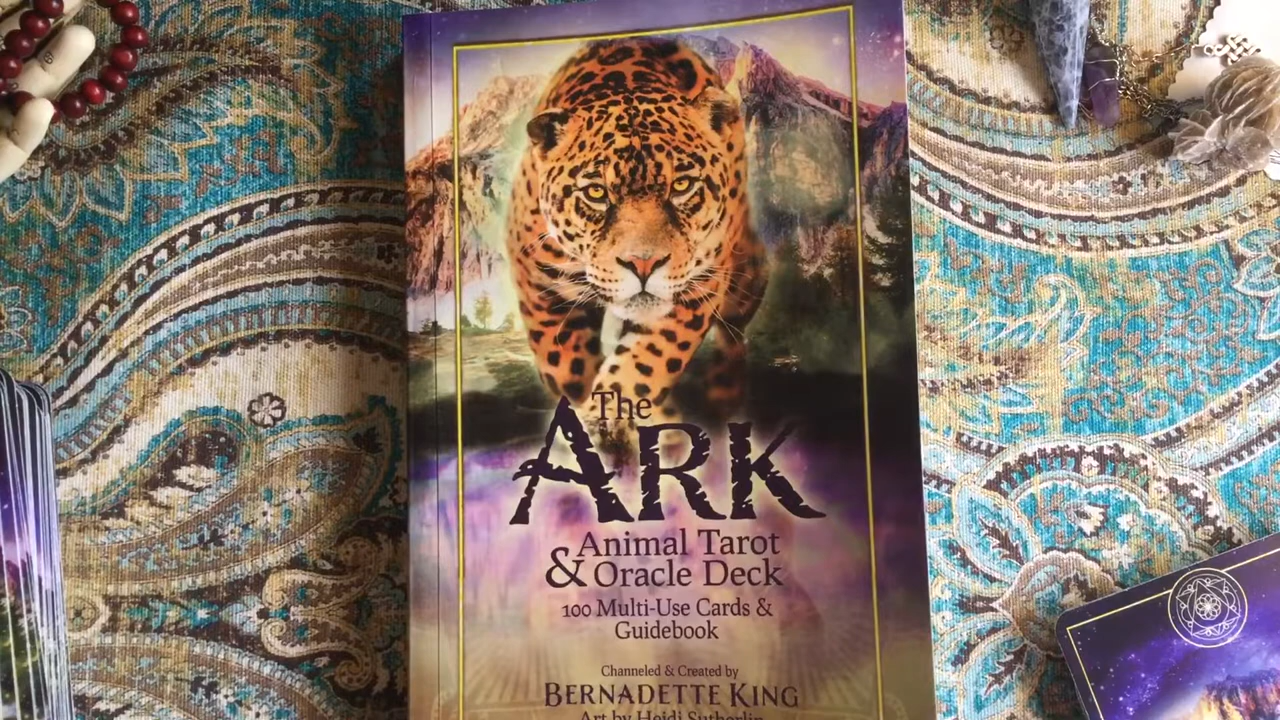 The
ARK
Animal Tarot
& Oracle Deck
100 Multi-Use Cards &
Guidebook
Channeled & Created by
BERNADETTE KING
Art by Heidi Sutherlin